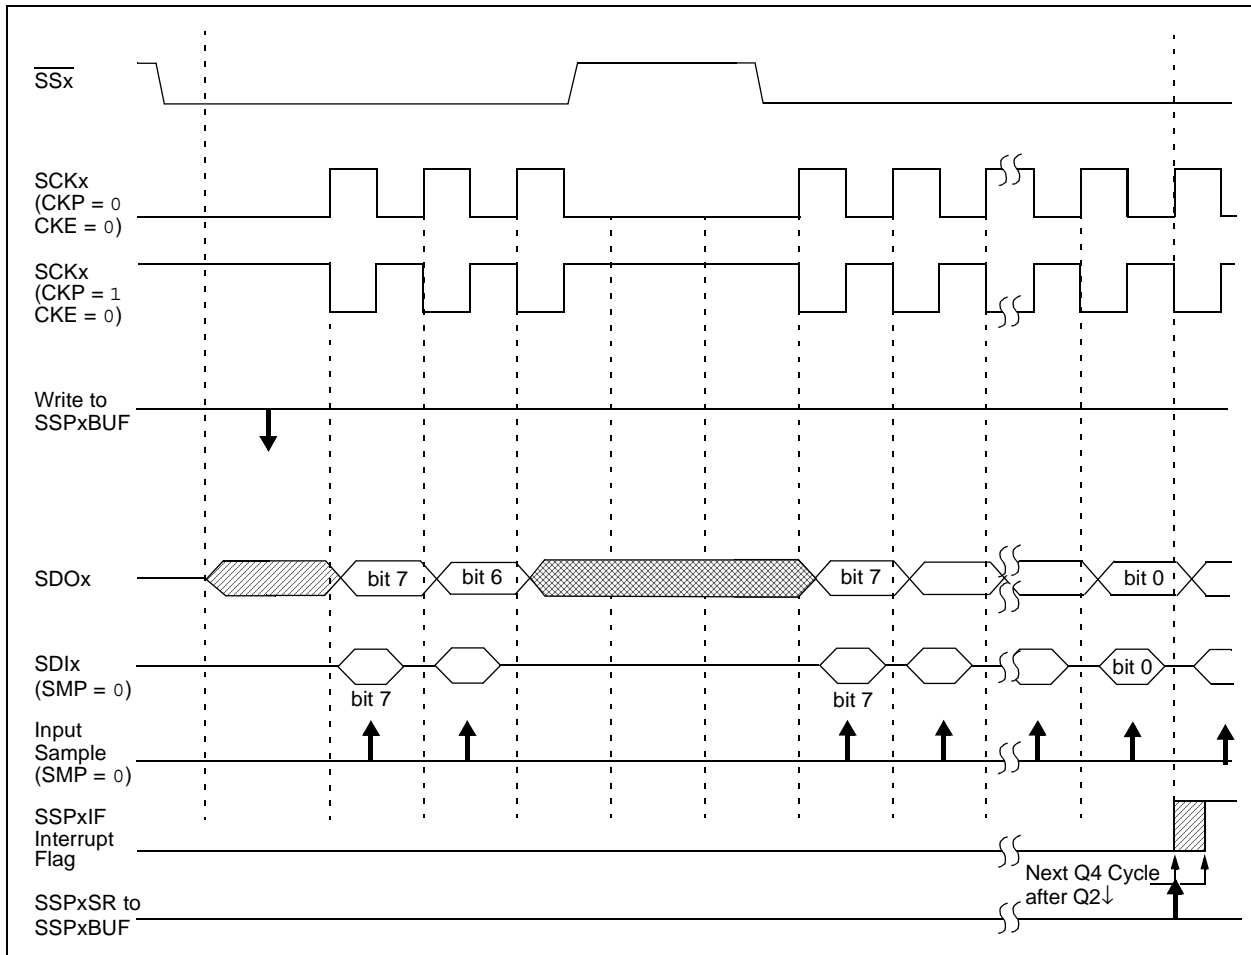 SSx
SCKx
(CKP = 0
CKE = 0)
SCKx
(CKP = 1
CKE = 0)
Write to
SSPxBUF
SDOx
bit 7
bit 6
bit 7
bit 0
SDIx
(SMP = 0)
bit 7
bit 7
bit 0
Input
Sample
(SMP = 0)
SSPxIF
Interrupt
Flag
Next Q4 Cycle
after Q2↓
SSPxSR to
SSPxBUF